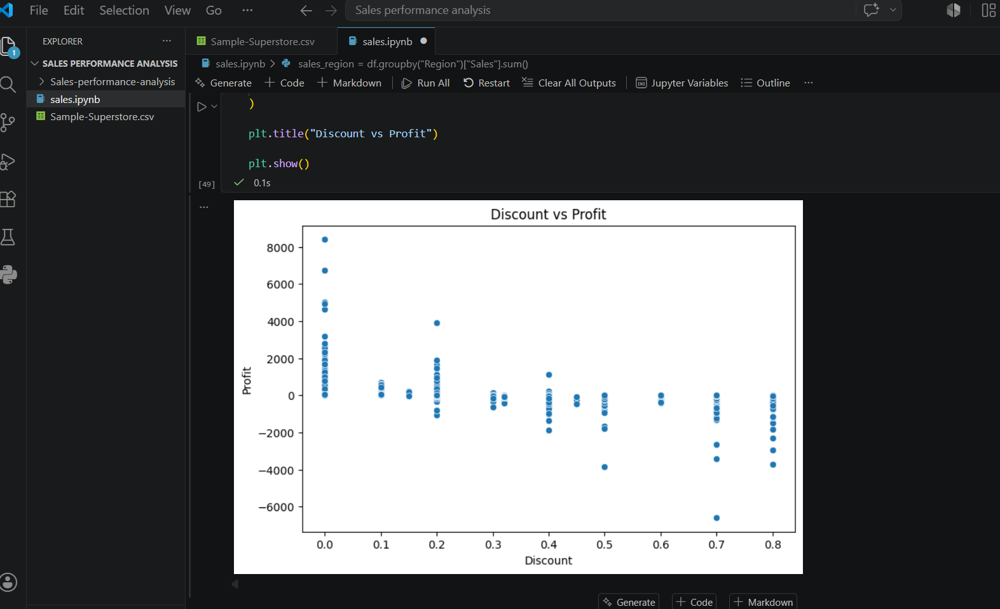 File Edit Selection View Go ···
Sales performance analysis
1
EXPLORER ···
SALES PERFORMANCE ANALYSIS
Sales-performance-analysis
sales.ipynb
Sample-Superstore.csv
Sample-Superstore.csv
sales.ipynb
sales.ipynb > sales_region = df.groupby("Region")["Sales"].sum()
Generate + Code + Markdown Run All Restart Clear All Outputs Jupyter Variables Outline ···
)
plt.title("Discount vs Profit")
plt.show()
[49] 0.1s
···
Discount vs Profit
8000
6000
4000
2000
0
−2000
−4000
−6000
Profit
0.0 0.1 0.2 0.3 0.4 0.5 0.6 0.7 0.8
Discount
Generate + Code + Markdown